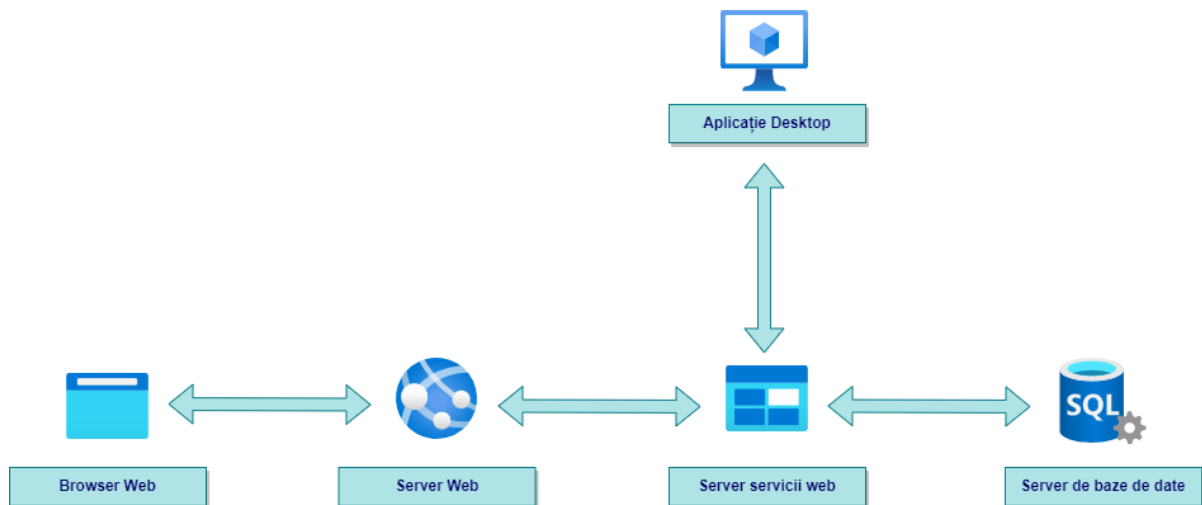 Aplicație Desktop
SQL
Browser Web
Server Web
Server servicii web
Server de baze de date